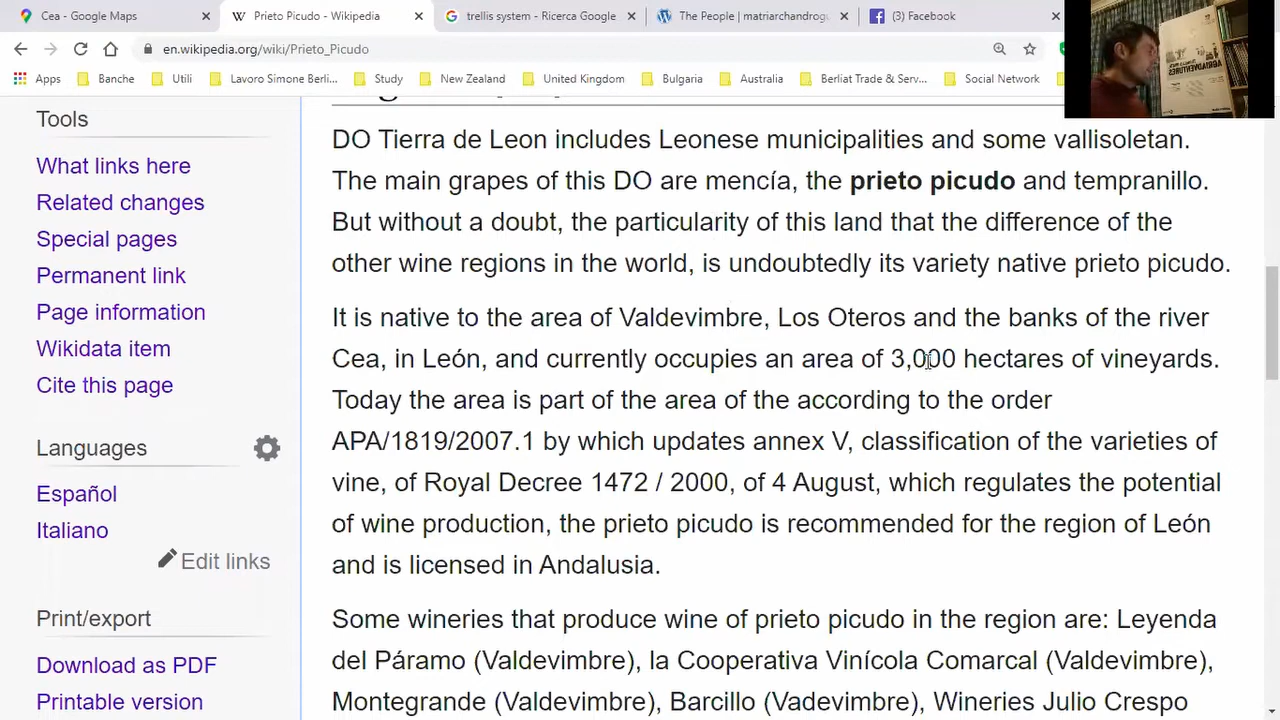 Cea - Google Maps
Prieto Picudo - Wikipedia
trellis system - Ricerca Google
The People | matriarchandrog
(3) Facebook
en.wikipedia.org/wiki/Prieto_Picudo
Apps
Banche
Utili
Lavoro Simone Berli...
Study
New Zealand
United Kingdom
Bulgaria
Australia
Berliat Trade & Serv...
Social Network
Tools
What links here
Related changes
Special pages
Permanent link
Page information
Wikidata item
Cite this page
Languages
Español
Italiano
Edit links
Print/export
Download as PDF
Printable version
DO Tierra de Leon includes Leonese municipalities and some vallisoletan.
The main grapes of this DO are mencía, the prieto picudo and tempranillo.
But without a doubt, the particularity of this land that the difference of the
other wine regions in the world, is undoubtedly its variety native prieto picudo.
It is native to the area of Valdevimbre, Los Oteros and the banks of the river
Cea, in León, and currently occupies an area of 3,000 hectares of vineyards.
Today the area is part of the area of the according to the order
APA/1819/2007.1 by which updates annex V, classification of the varieties of
vine, of Royal Decree 1472 / 2000, of 4 August, which regulates the potential
of wine production, the prieto picudo is recommended for the region of León
and is licensed in Andalusia.
Some wineries that produce wine of prieto picudo in the region are: Leyenda
del Páramo (Valdevimbre), la Cooperativa Vinícola Comarcal (Valdevimbre),
Montegrande (Valdevimbre), Barcillo (Vadevimbre), Wineries Julio Crespo